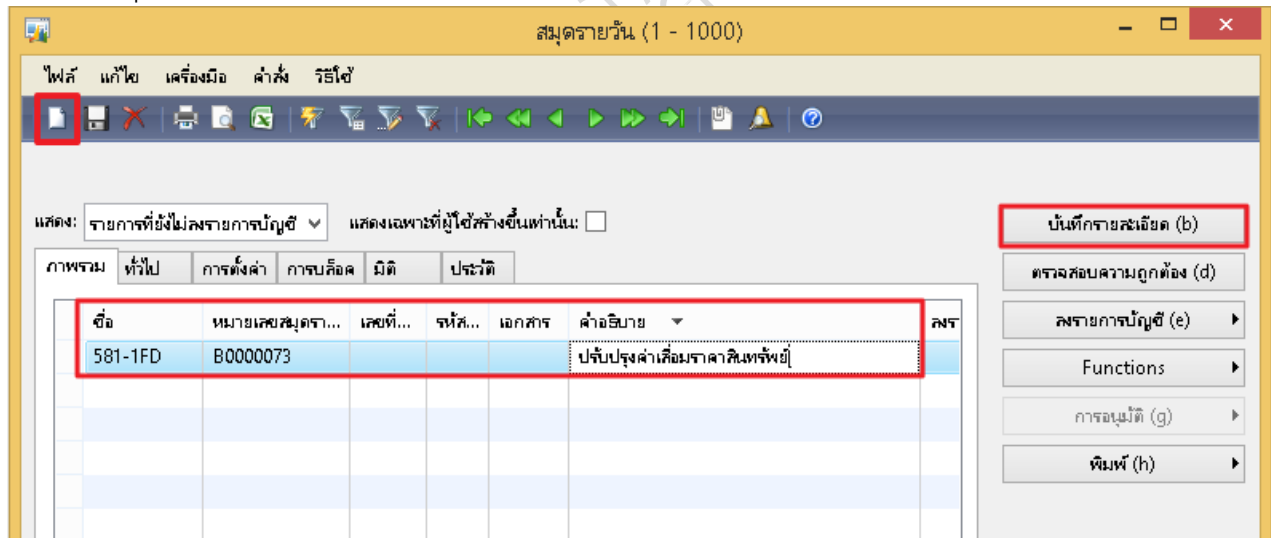 สมุดรายวัน (1 - 1000)
ไฟล์ แก้ไข เครื่องมือ คำสั่ง วิธีใช้
แสดง: รายการที่ยังไม่ลงรายการบัญชี แสดงเฉพาะที่ผู้ใช้สร้างขึ้นเท่านั้น:
บันทึกรายละเอียด (b)
ภาพรวม ทั่วไป การตั้งค่า การบล็อค มิติ ประวัติ
ตรวจสอบความถูกต้อง (d)
ชื่อ หมายเลขสมุดรา... เลขที่... รหัส... เอกสาร คำอธิบาย ลงร
ลงรายการบัญชี (e)
581-1FD B0000073 ปรับปรุงค่าเสื่อมราคาสินทรัพย์
Functions
การอนุมัติ (g)
พิมพ์ (h)